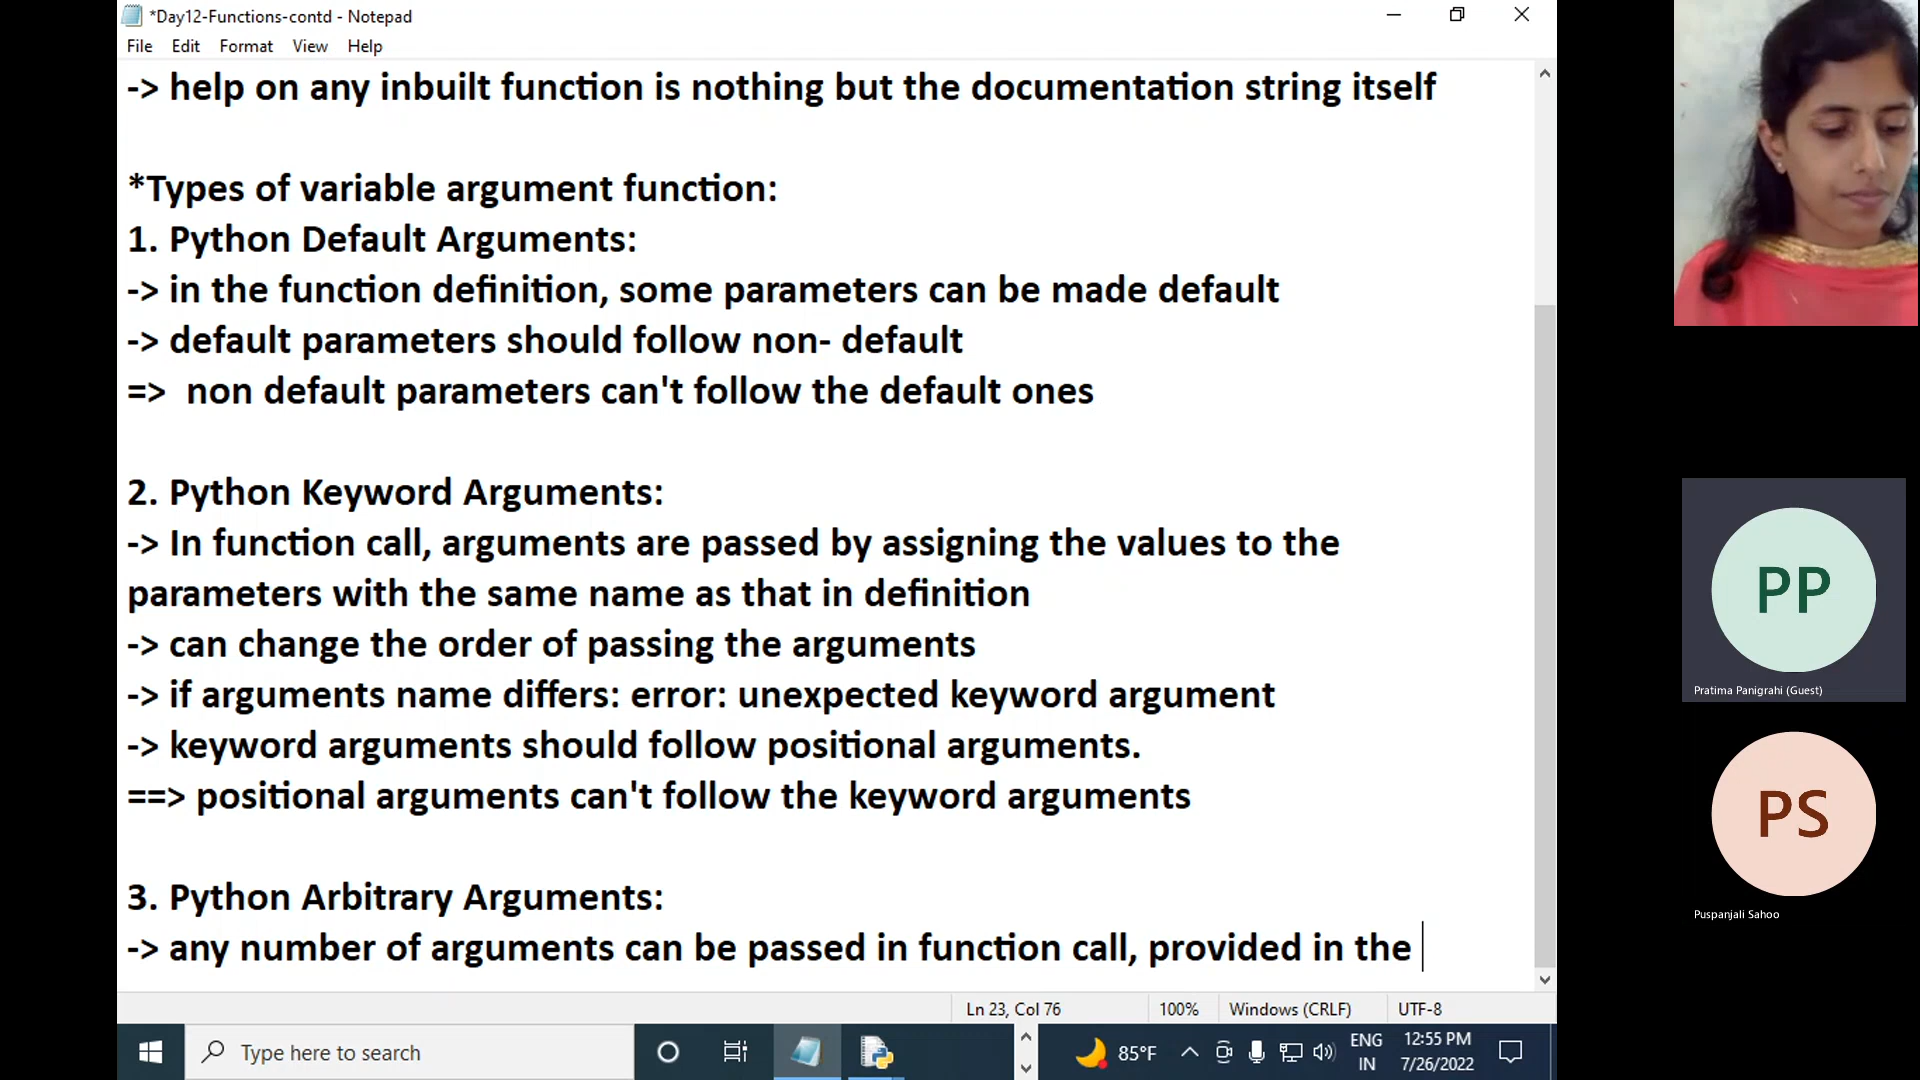 *Day12-Functions-contd - Notepad
File Edit Format View Help
-> help on any inbuilt function is nothing but the documentation string itself
*Types of variable argument function:
1. Python Default Arguments:
-> in the function definition, some parameters can be made default
-> default parameters should follow non- default
=>  non default parameters can't follow the default ones
2. Python Keyword Arguments:
-> In function call, arguments are passed by assigning the values to the
parameters with the same name as that in definition
-> can change the order of passing the arguments
-> if arguments name differs: error: unexpected keyword argument
-> keyword arguments should follow positional arguments.
==> positional arguments can't follow the keyword arguments
3. Python Arbitrary Arguments:
-> any number of arguments can be passed in function call, provided in the
Ln 23, Col 76 100% Windows (CRLF) UTF-8
Type here to search
85°F
ENG
IN
12:55 PM
7/26/2022
PP
Pratima Panigrahi (Guest)
PS
Puspanjali Sahoo